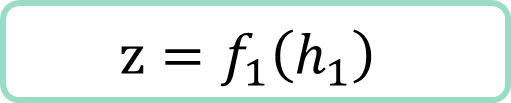 z = f₁(h₁)